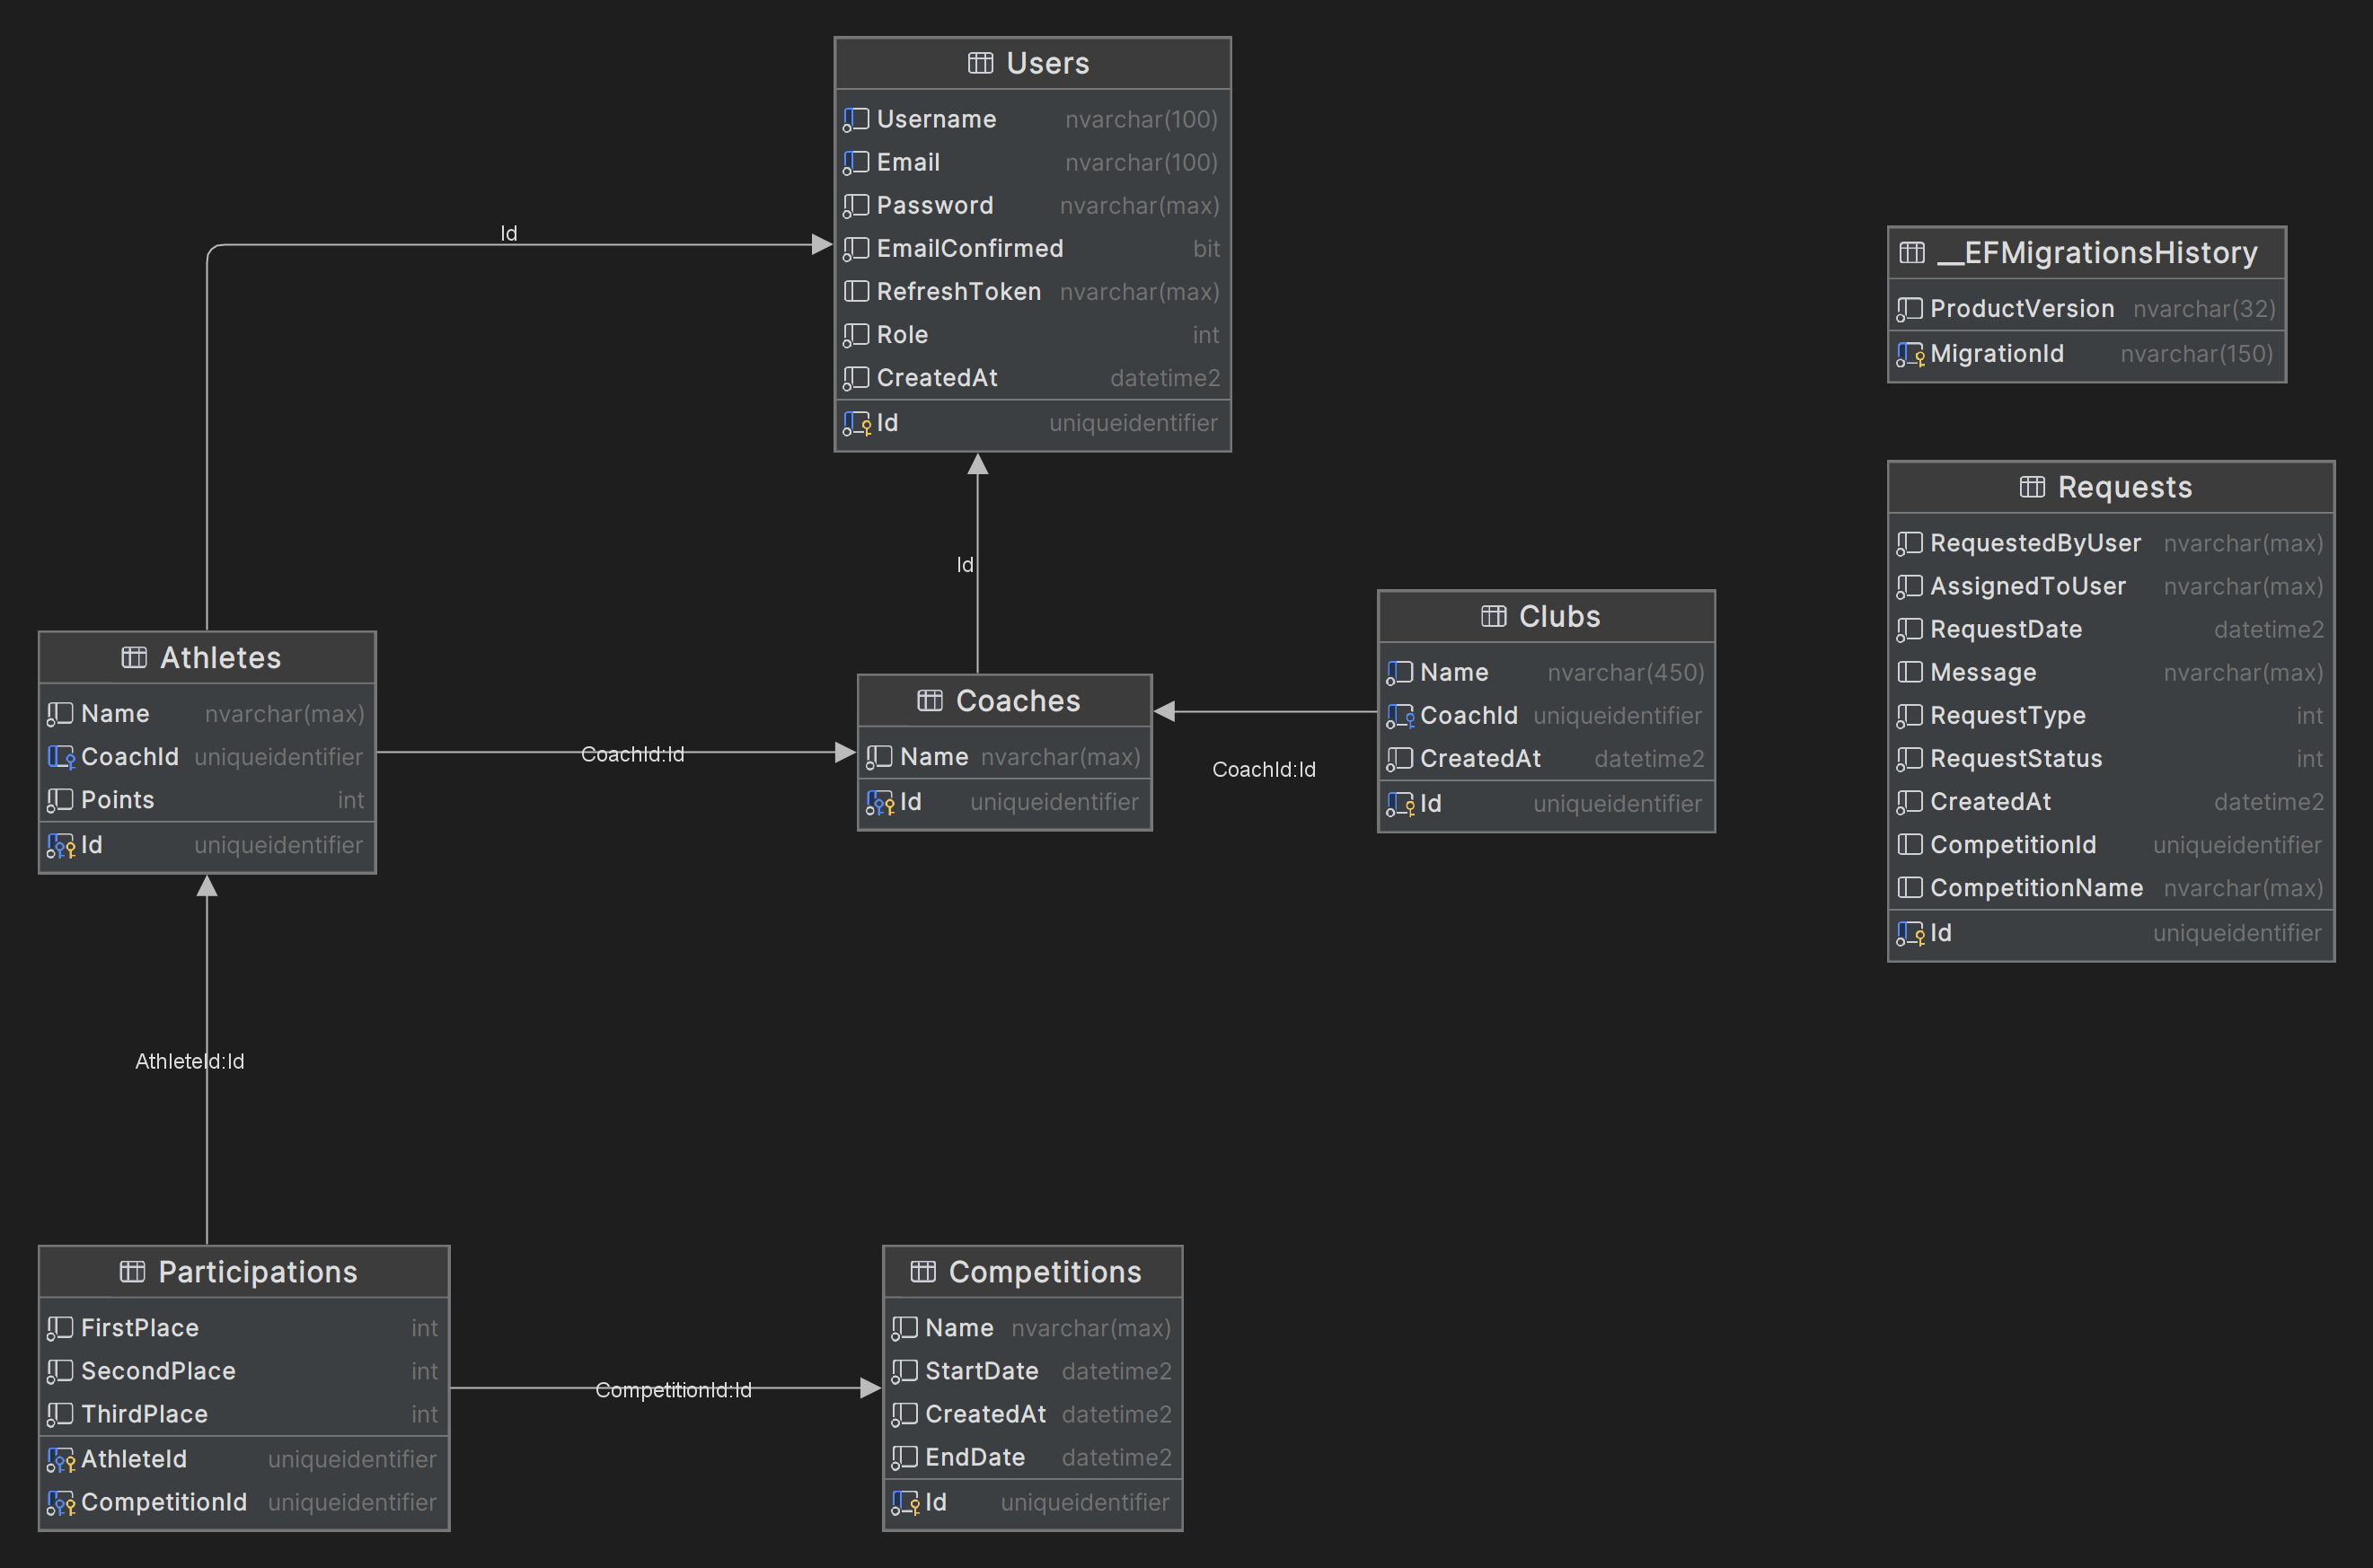 Users
Username nvarchar(100)
Email nvarchar(100)
Password nvarchar(max)
EmailConfirmed bit
RefreshToken nvarchar(max)
Role int
CreatedAt datetime2
Id uniqueidentifier
__EFMigrationsHistory
ProductVersion nvarchar(32)
MigrationId nvarchar(150)
Requests
RequestedByUser nvarchar(max)
AssignedToUser nvarchar(max)
RequestDate datetime2
Message nvarchar(max)
RequestType int
RequestStatus int
CreatedAt datetime2
CompetitionId uniqueidentifier
CompetitionName nvarchar(max)
Id uniqueidentifier
Id
Id
Athletes
Name nvarchar(max)
CoachId uniqueidentifier
Points int
Id uniqueidentifier
CoachId:Id
Coaches
Name nvarchar(max)
Id uniqueidentifier
CoachId:Id
Clubs
Name nvarchar(450)
CoachId uniqueidentifier
CreatedAt datetime2
Id uniqueidentifier
AthleteId:Id
Participations
FirstPlace int
SecondPlace int
ThirdPlace int
AthleteId uniqueidentifier
CompetitionId uniqueidentifier
CompetitionId:Id
Competitions
Name nvarchar(max)
StartDate datetime2
CreatedAt datetime2
EndDate datetime2
Id uniqueidentifier